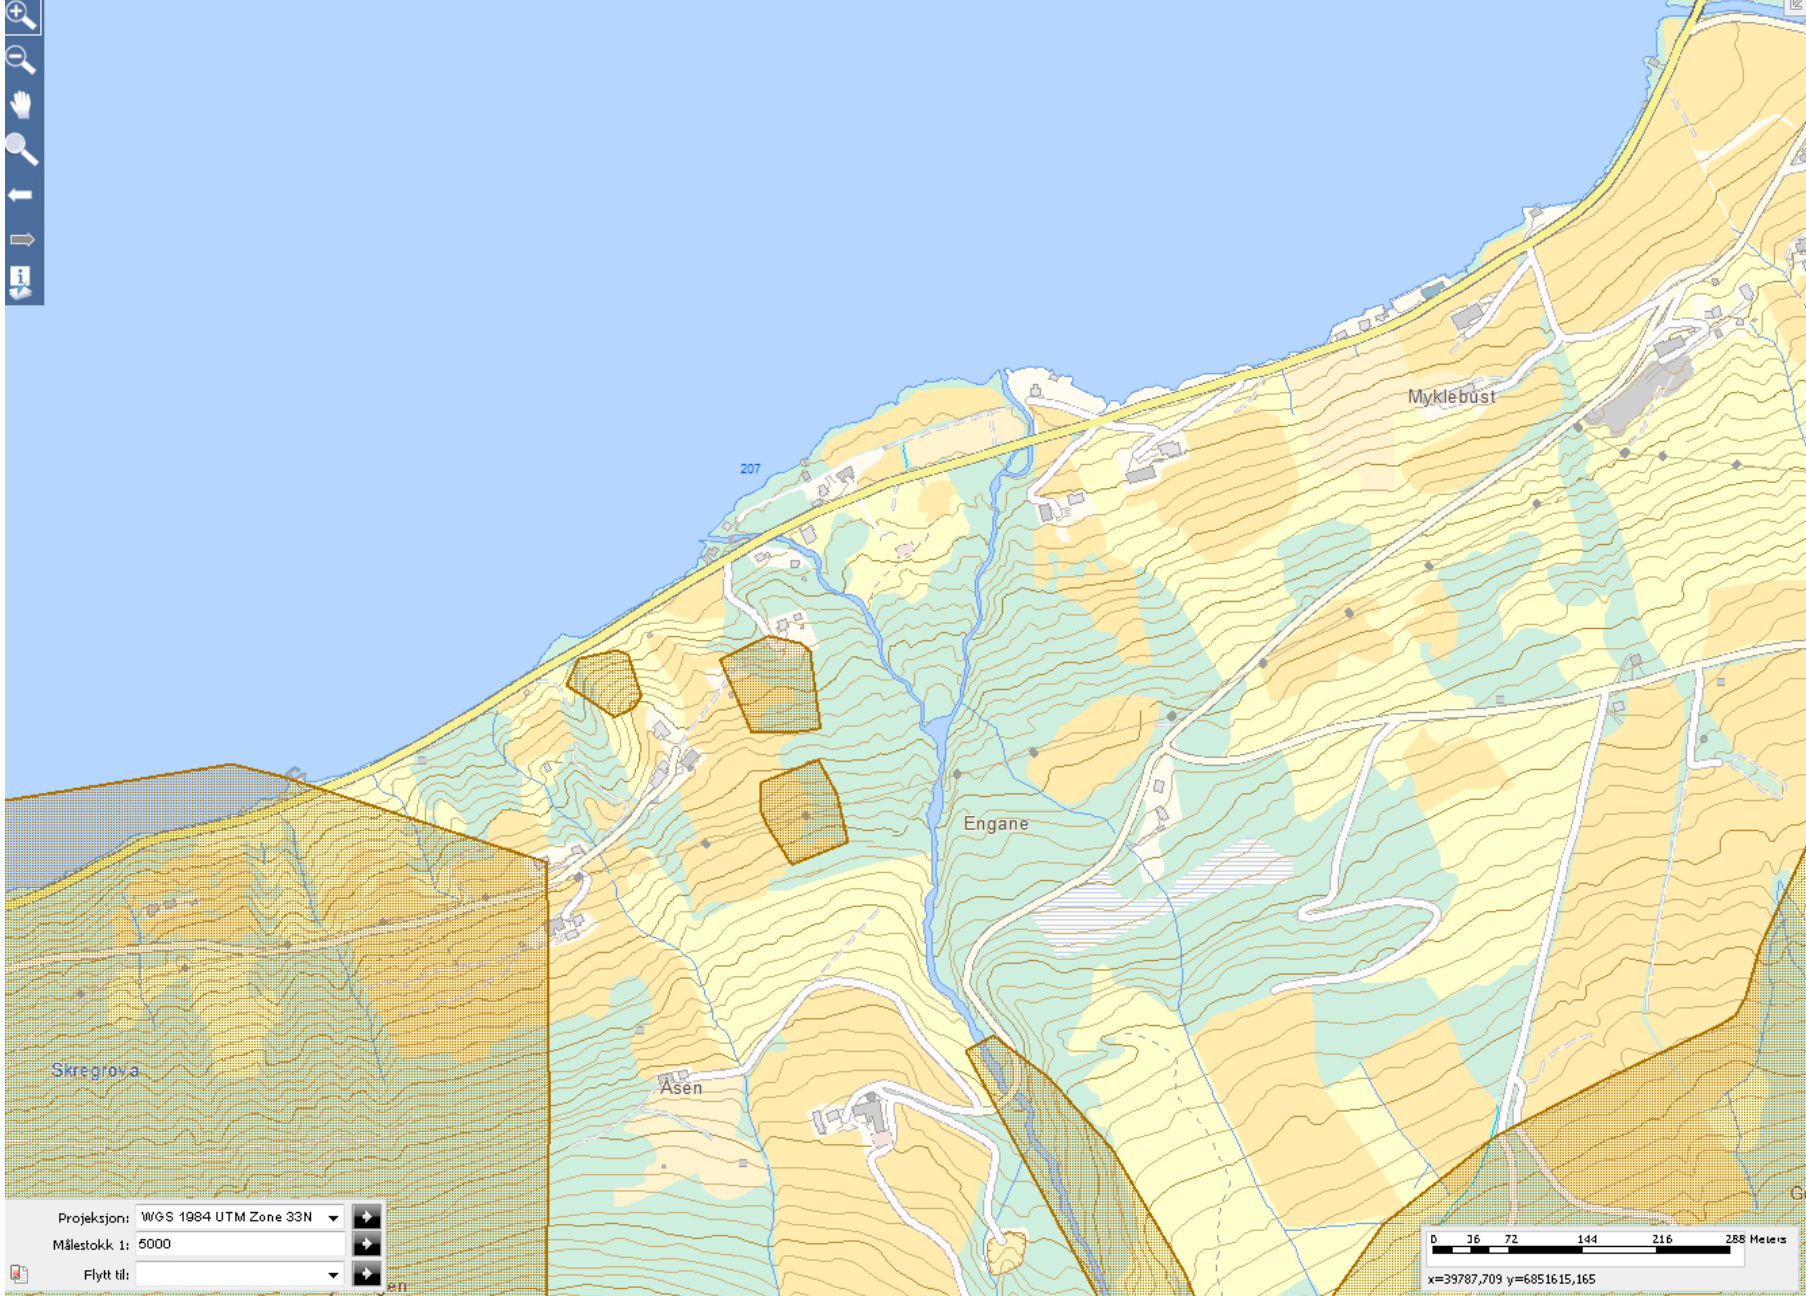 207
Myklebust
Engane
Skregrova
Åsen
Projeksjon: WGS 1984 UTM Zone 33N
Målestokk 1: 5000
Flytt til:
en
G
0 36 72 144 216 288 Meters
x=39787,709 y=6851615,165